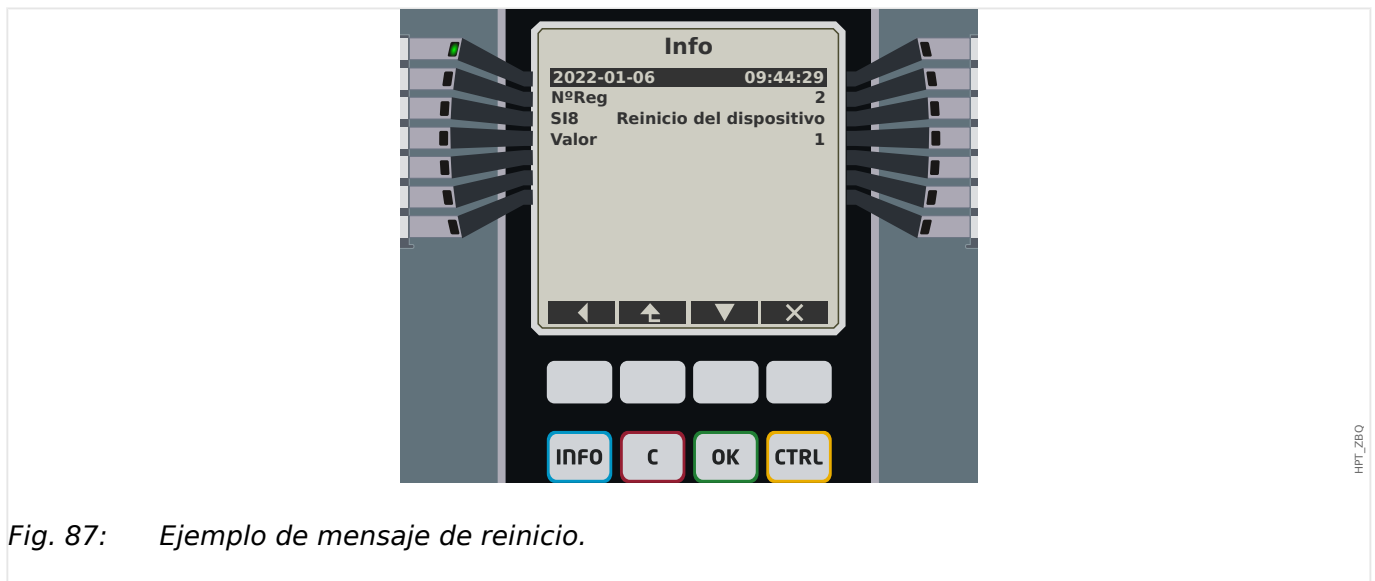 Info
2022-01-06 09:44:29
NºReg 2
SI8 Reinicio del dispositivo
Valor 1
INFO C OK CTRL
HPT_ZBQ
Fig. 87: Ejemplo de mensaje de reinicio.